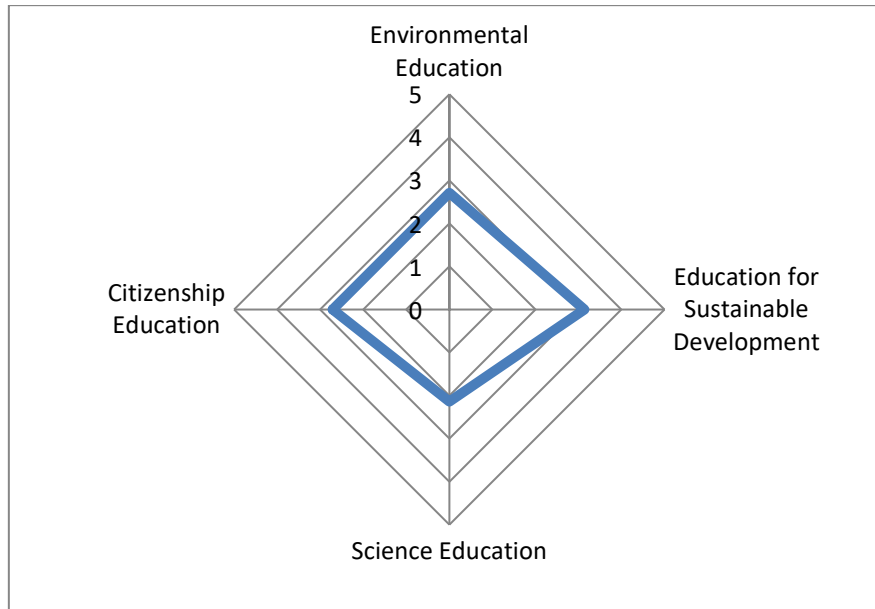 Environmental
Education
5
4
3
2
1
0
Citizenship
Education
Education for
Sustainable
Development
Science Education